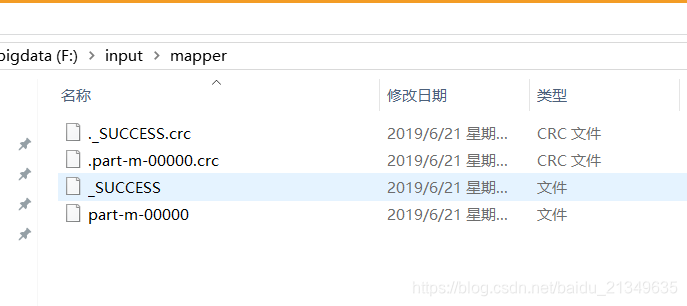 bigdata (F:) > input > mapper
名称 修改日期 类型
._SUCCESS.crc 2019/6/21 星期... CRC 文件
.part-m-00000.crc 2019/6/21 星期... CRC 文件
_SUCCESS 2019/6/21 星期... 文件
part-m-00000 2019/6/21 星期... 文件
https://blog.csdn.net/baidu_21349635